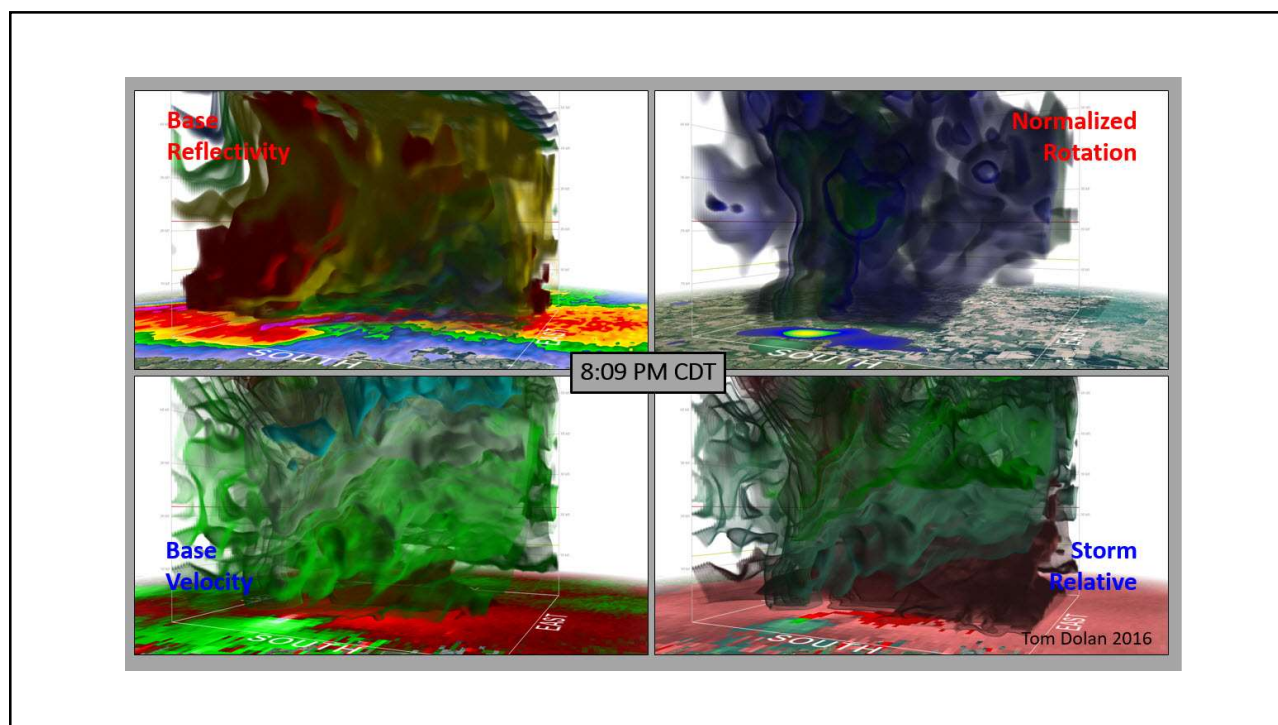 Base
Reflectivity
Normalized
Rotation
SOUTH
EAST
8:09 PM CDT
Base
Velocity
Storm
Relative
SOUTH
EAST
SOUTH
EAST
Tom Dolan 2016